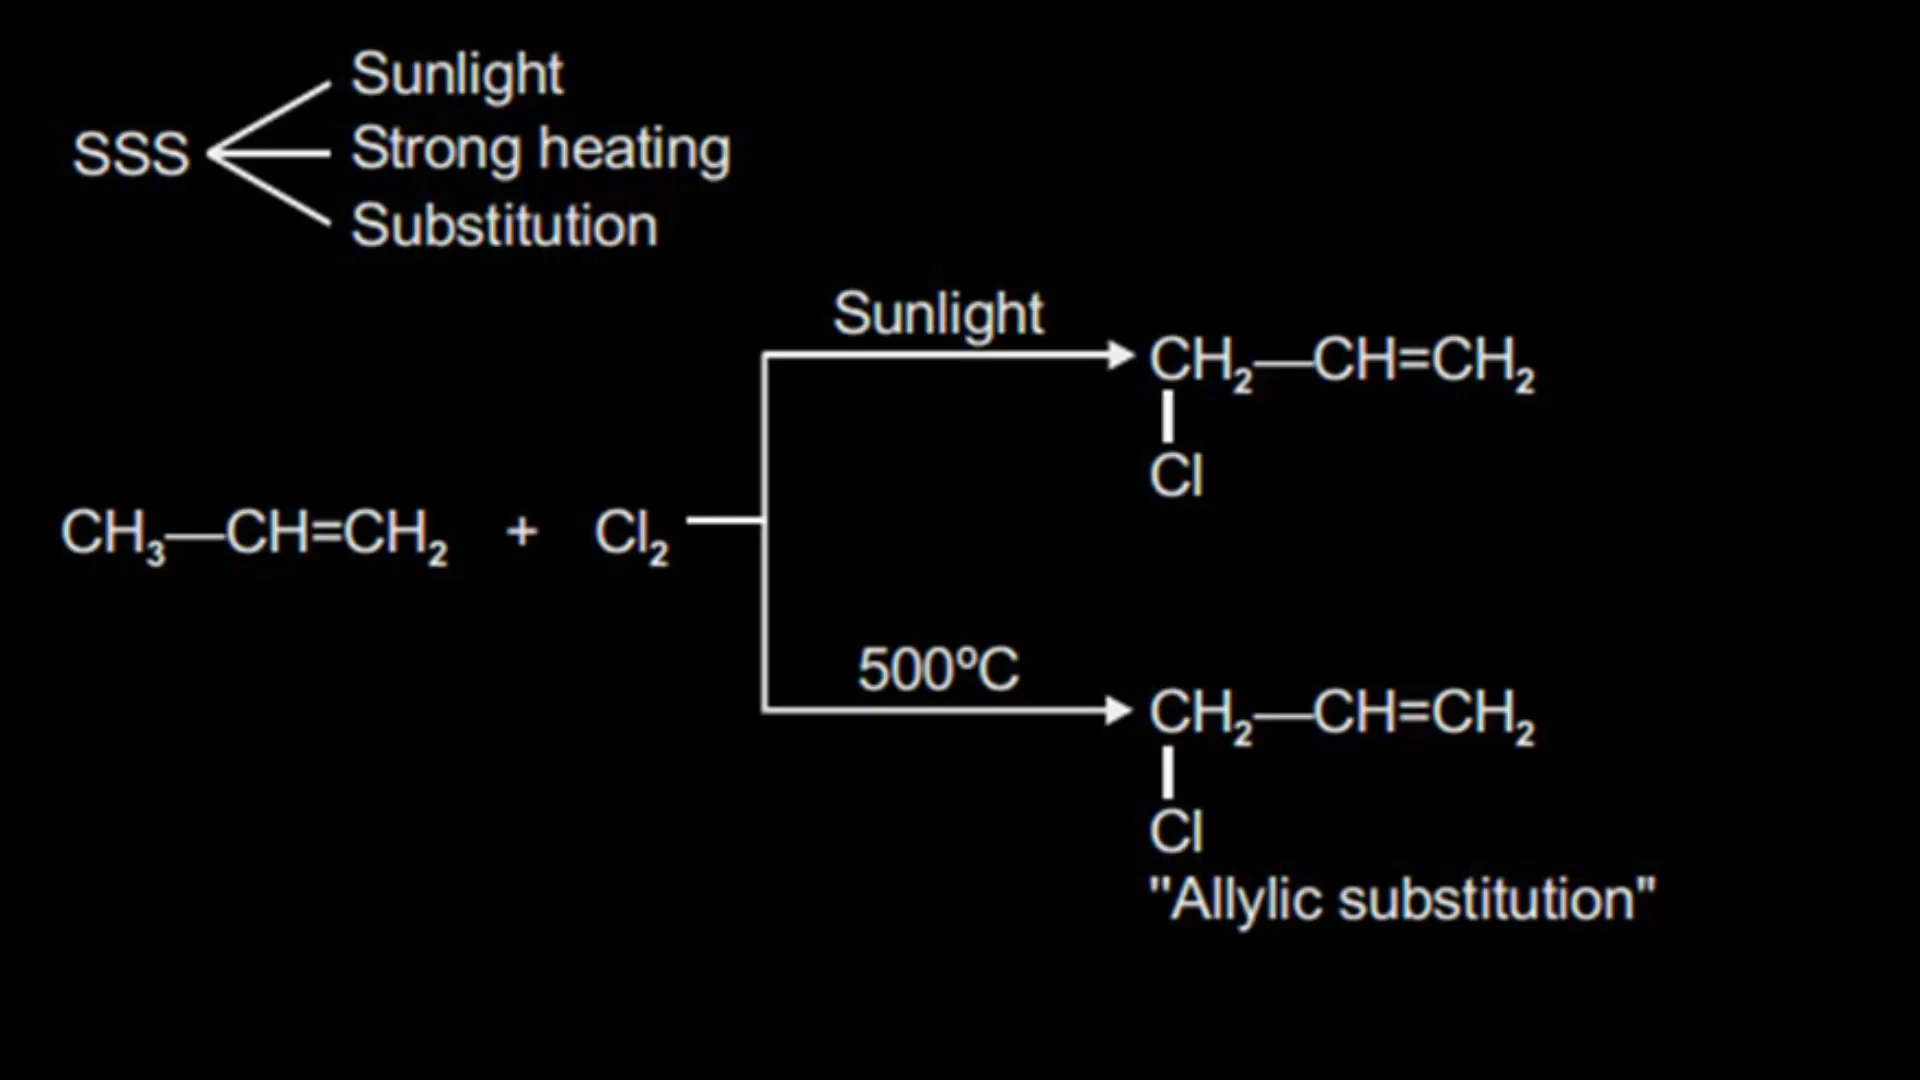 Sunlight
SSS
Strong heating
Substitution
Sunlight
CH₂—CH=CH₂
Cl
CH₃—CH=CH₂ + Cl₂
500ºC
CH₂—CH=CH₂
Cl
"Allylic substitution"